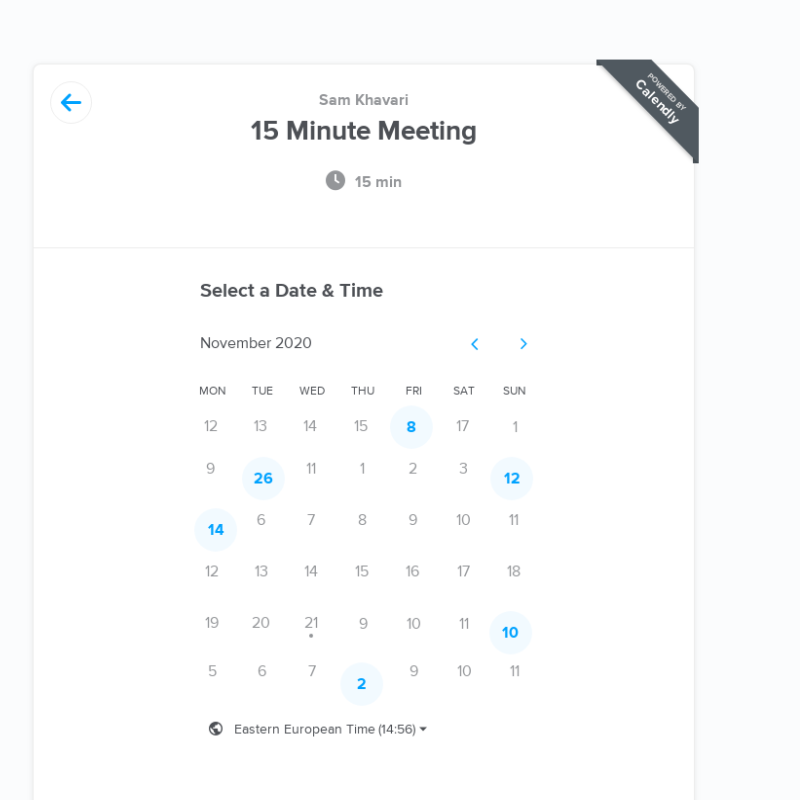 POWERED BY
Calendly
Sam Khavari
15 Minute Meeting
15 min
Select a Date & Time
November 2020
MON TUE WED THU FRI SAT SUN
12 13 14 15 8 17 1
9 26 11 1 2 3 12
14 6 7 8 9 10 11
12 13 14 15 16 17 18
19 20 21 9 10 11 10
5 6 7 2 9 10 11
Eastern European Time (14:56)